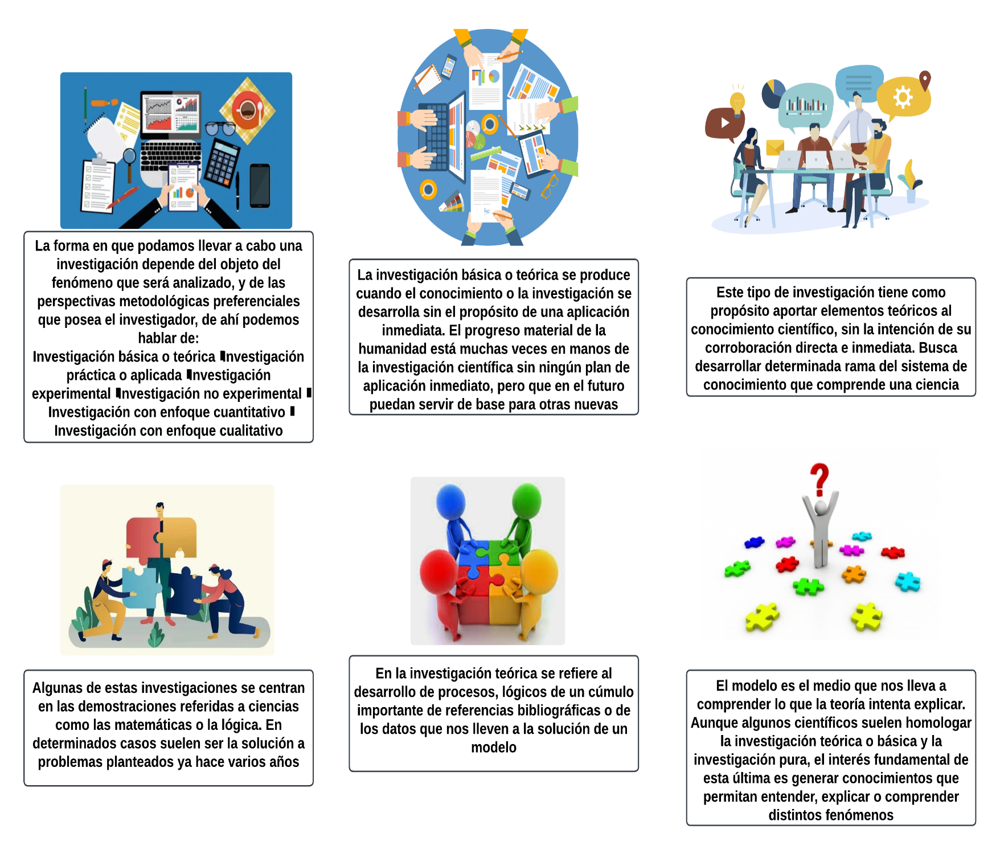 La forma en que podamos llevar a cabo una
investigación depende del objeto del
fenómeno que será analizado, y de las
perspectivas metodológicas preferenciales
que posea el investigador, de ahí podemos
hablar de:
Investigación básica o teórica ▮Investigación
práctica o aplicada ▮Investigación
experimental ▮Investigación no experimental ▮
Investigación con enfoque cuantitativo ▮
Investigación con enfoque cualitativo
La investigación básica o teórica se produce
cuando el conocimiento o la investigación se
desarrolla sin el propósito de una aplicación
inmediata. El progreso material de la
humanidad está muchas veces en manos de
la investigación científica sin ningún plan de
aplicación inmediato, pero que en el futuro
puedan servir de base para otras nuevas
Este tipo de investigación tiene como
propósito aportar elementos teóricos al
conocimiento científico, sin la intención de su
corroboración directa e inmediata. Busca
desarrollar determinada rama del sistema de
conocimiento que comprende una ciencia
Algunas de estas investigaciones se centran
en las demostraciones referidas a ciencias
como las matemáticas o la lógica. En
determinados casos suelen ser la solución a
problemas planteados ya hace varios años
En la investigación teórica se refiere al
desarrollo de procesos, lógicos de un cúmulo
importante de referencias bibliográficas o de
los datos que nos lleven a la solución de un
modelo
?
El modelo es el medio que nos lleva a
comprender lo que la teoría intenta explicar.
Aunque algunos científicos suelen homologar
la investigación teórica o básica y la
investigación pura, el interés fundamental de
esta última es generar conocimientos que
permitan entender, explicar o comprender
distintos fenómenos